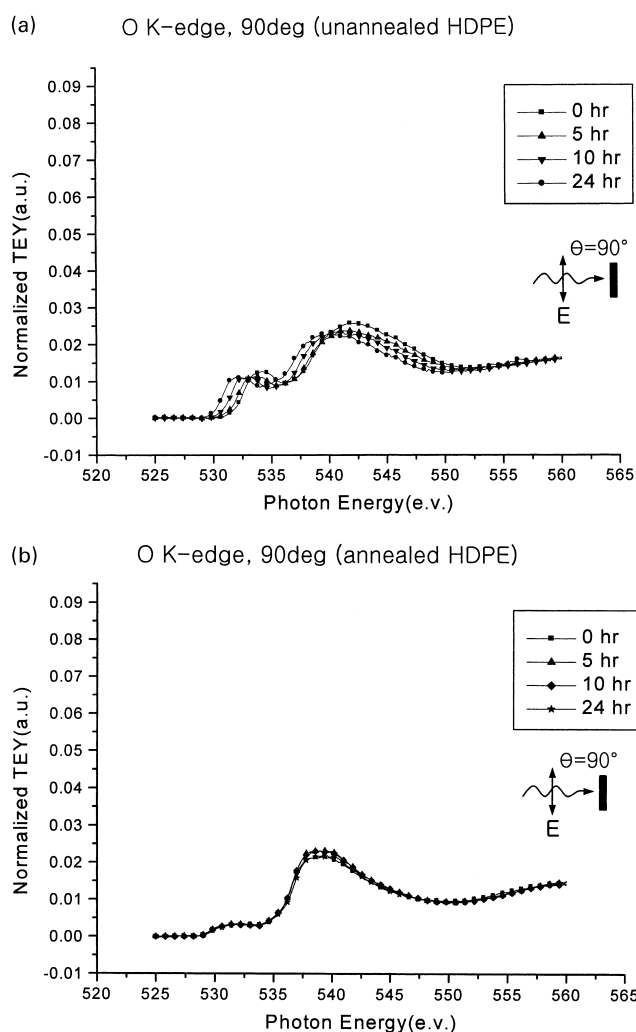 (a)
O K-edge, 90deg (unannealed HDPE)
0.09
0.08
0.07
0.06
0.05
0.04
0.03
0.02
0.01
0.00
-0.01
Normalized TEY(a.u.)
0 hr
5 hr
10 hr
24 hr
Θ=90°
E
520 525 530 535 540 545 550 555 560 565
Photon Energy(e.v.)
(b)
O K-edge, 90deg (annealed HDPE)
0.09
0.08
0.07
0.06
0.05
0.04
0.03
0.02
0.01
0.00
-0.01
Normalized TEY(a.u.)
0 hr
5 hr
10 hr
24 hr
Θ=90°
E
520 525 530 535 540 545 550 555 560 565
Photon Energy(e.v.)